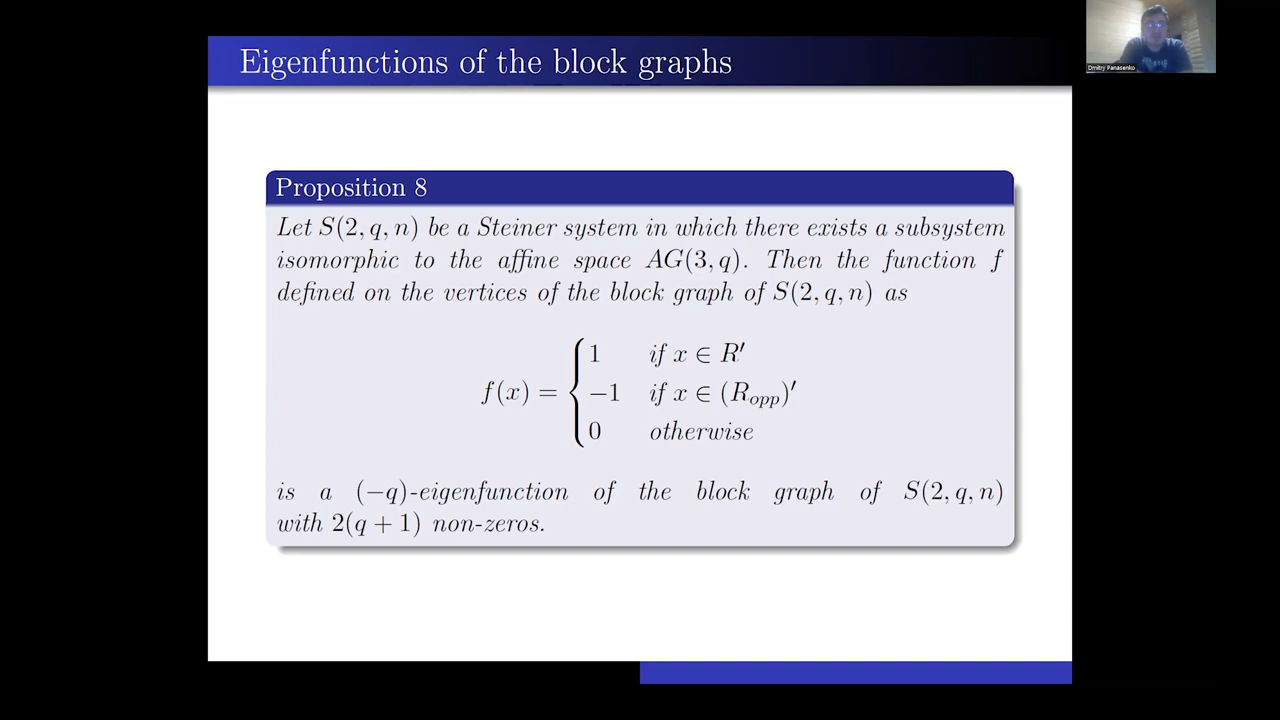 Eigenfunctions of the block graphs
Dmitry Panasenko
Proposition 8
Let S(2, q, n) be a Steiner system in which there exists a subsystem
isomorphic to the affine space AG(3, q). Then the function f
defined on the vertices of the block graph of S(2, q, n) as
1 if x ∈ R′
f(x) = { −1 if x ∈ (R_{opp})′
0 otherwise
is a (−q)-eigenfunction of the block graph of S(2, q, n)
with 2(q + 1) non-zeros.